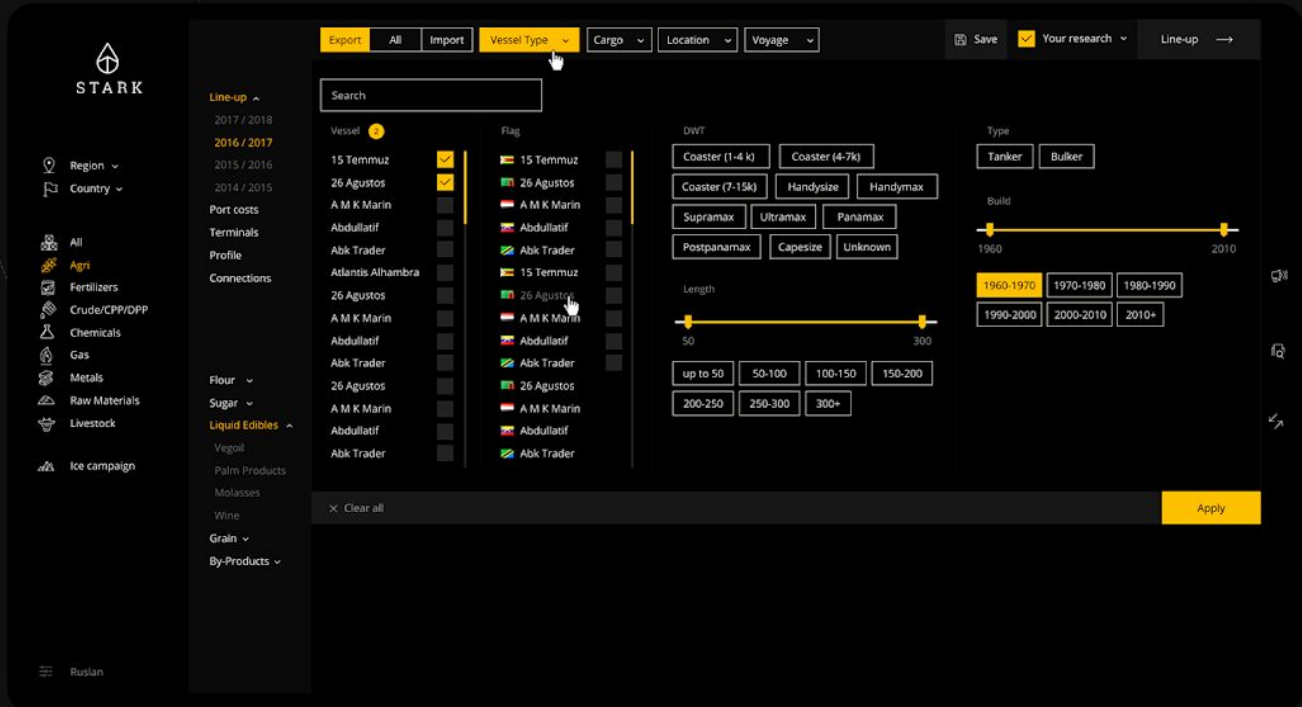 STARK
Region
Country
All
Agri
Fertilizers
Crude/CPP/DPP
Chemicals
Gas
Metals
Raw Materials
Livestock
Ice campaign
Ruslan
Line-up
2017 / 2018
2016 / 2017
2015 / 2016
2014 / 2015
Port costs
Terminals
Profile
Connections
Flour
Sugar
Liquid Edibles
Vegoil
Palm Products
Molasses
Wine
Grain
By-Products
Export All Import Vessel Type Cargo Location Voyage Save Your research Line-up
Search
Vessel 2
15 Temmuz
26 Agustos
A M K Marin
Abdullatif
Abk Trader
Atlantis Alhambra
26 Agustos
A M K Marin
Abdullatif
Abk Trader
26 Agustos
A M K Marin
Abdullatif
Abk Trader
Flag
15 Temmuz
26 Agustos
A M K Marin
Abdullatif
Abk Trader
15 Temmuz
26 Agustos
A M K Marin
Abdullatif
Abk Trader
26 Agustos
A M K Marin
Abdullatif
Abk Trader
DWT
Coaster (1-4 k) Coaster (4-7k)
Coaster (7-15k) Handysize Handymax
Supramax Ultramax Panamax
Postpanamax Capesize Unknown
Length
50 300
up to 50 50-100 100-150 150-200
200-250 250-300 300+
Type
Tanker Bulker
Build
1960 2010
1960-1970 1970-1980 1980-1990
1990-2000 2000-2010 2010+
Clear all
Apply